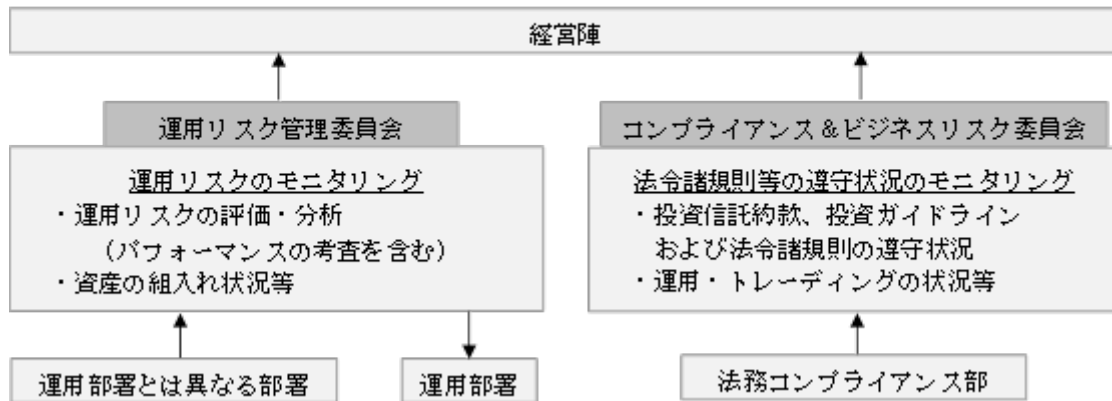 経営陣
運用リスク管理委員会
運用リスクのモニタリング
・運用リスクの評価・分析
（パフォーマンスの考査を含む）
・資産の組入れ状況等
運用部署とは異なる部署
運用部署
コンプライアンス＆ビジネスリスク委員会
法令諸規則等の遵守状況のモニタリング
・投資信託約款、投資ガイドライン
および法令諸規則の遵守状況
・運用・トレーディングの状況等
法務コンプライアンス部